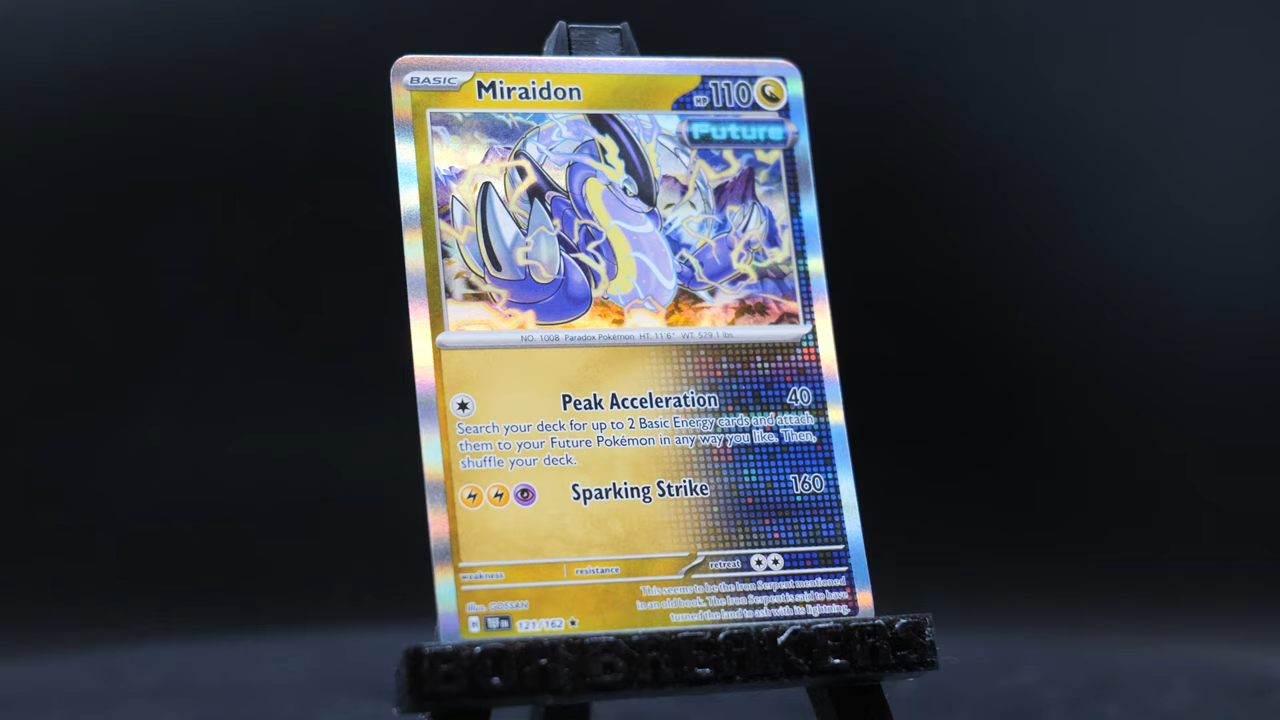 BASIC Miraidon HP 110
Future
NO. 1008 Paradox Pokémon HT: 11'6" WT: 529.1 lbs.
Peak Acceleration 40
Search your deck for up to 2 Basic Energy cards and attach
them to your Future Pokémon in any way you like. Then,
shuffle your deck.
Sparking Strike 160
weakness resistance retreat
This seems to be the Iron Serpent mentioned
in an old book. The Iron Serpent is said to have
turned the land to ash with its lightning.
Illus. GOSSAN
H TEF EN 121/162